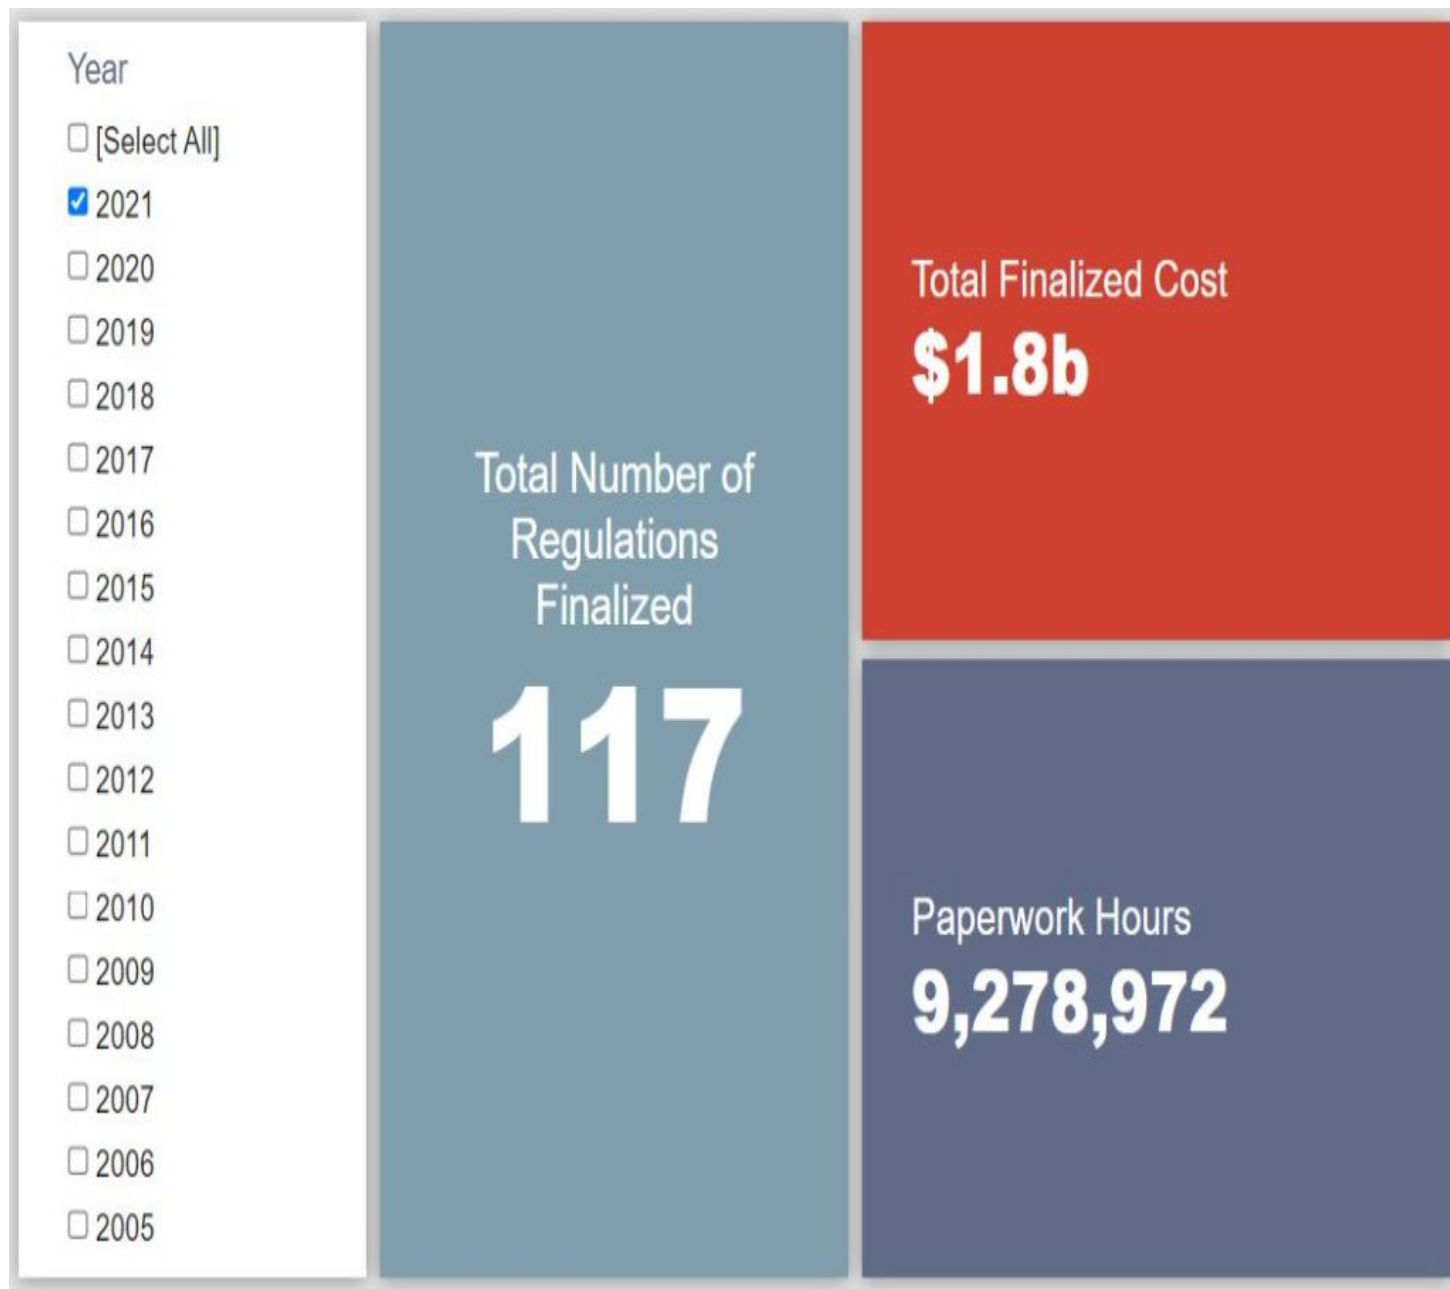 Year
[Select All]
2021
2020
2019
2018
2017
2016
2015
2014
2013
2012
2011
2010
2009
2008
2007
2006
2005
Total Number of
Regulations
Finalized
117
Total Finalized Cost
$1.8b
Paperwork Hours
9,278,972